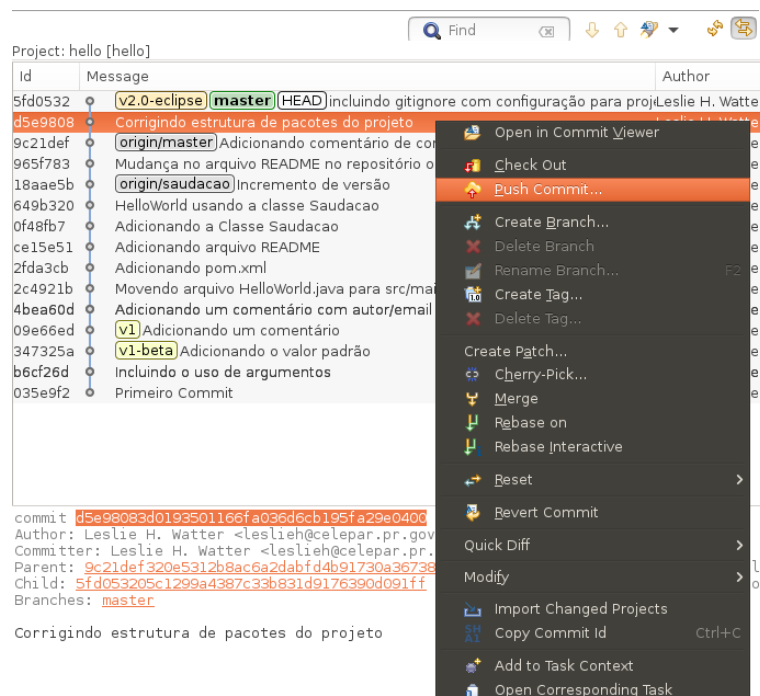 Find
Project: hello [hello]
Id Message Author
5fd0532 v2.0-eclipse master HEAD incluindo gitignore com configuração para proj Leslie H. Watte
d5e9808 Corrigindo estrutura de pacotes do projeto Leslie H. Watte
9c21def origin/master Adicionando comentário de co
965f783 Mudança no arquivo README no repositório o
18aae5b origin/saudacao Incremento de versão
649b320 HelloWorld usando a classe Saudacao
0f48fb7 Adicionando a Classe Saudacao
ce15e51 Adicionando arquivo README
2fda3cb Adicionando pom.xml
2c4921b Movendo arquivo HelloWorld.java para src/mai
4bea60d Adicionando um comentário com autor/email
09e66ed v1 Adicionando um comentário
347325a v1-beta Adicionando o valor padrão
b6cf26d Incluindo o uso de argumentos
035e9f2 Primeiro Commit
Open in Commit Viewer
Check Out
Push Commit...
Create Branch...
Delete Branch
Rename Branch... F2
Create Tag...
Delete Tag...
Create Patch...
Cherry-Pick...
Merge
Rebase on
Rebase Interactive
Reset
Revert Commit
Quick Diff
Modify
Import Changed Projects
Copy Commit Id Ctrl+C
Add to Task Context
Open Corresponding Task
commit d5e98083d0193501166fa036d6cb195fa29e0400
Author: Leslie H. Watter <leslieh@celepar.pr.gov
Committer: Leslie H. Watter <leslieh@celepar.pr.
Parent: 9c21def320e5312b8ac6a2dabfd4b91730a36738
Child: 5fd053205c1299a4387c33b831d9176390d091ff
Branches: master
Corrigindo estrutura de pacotes do projeto